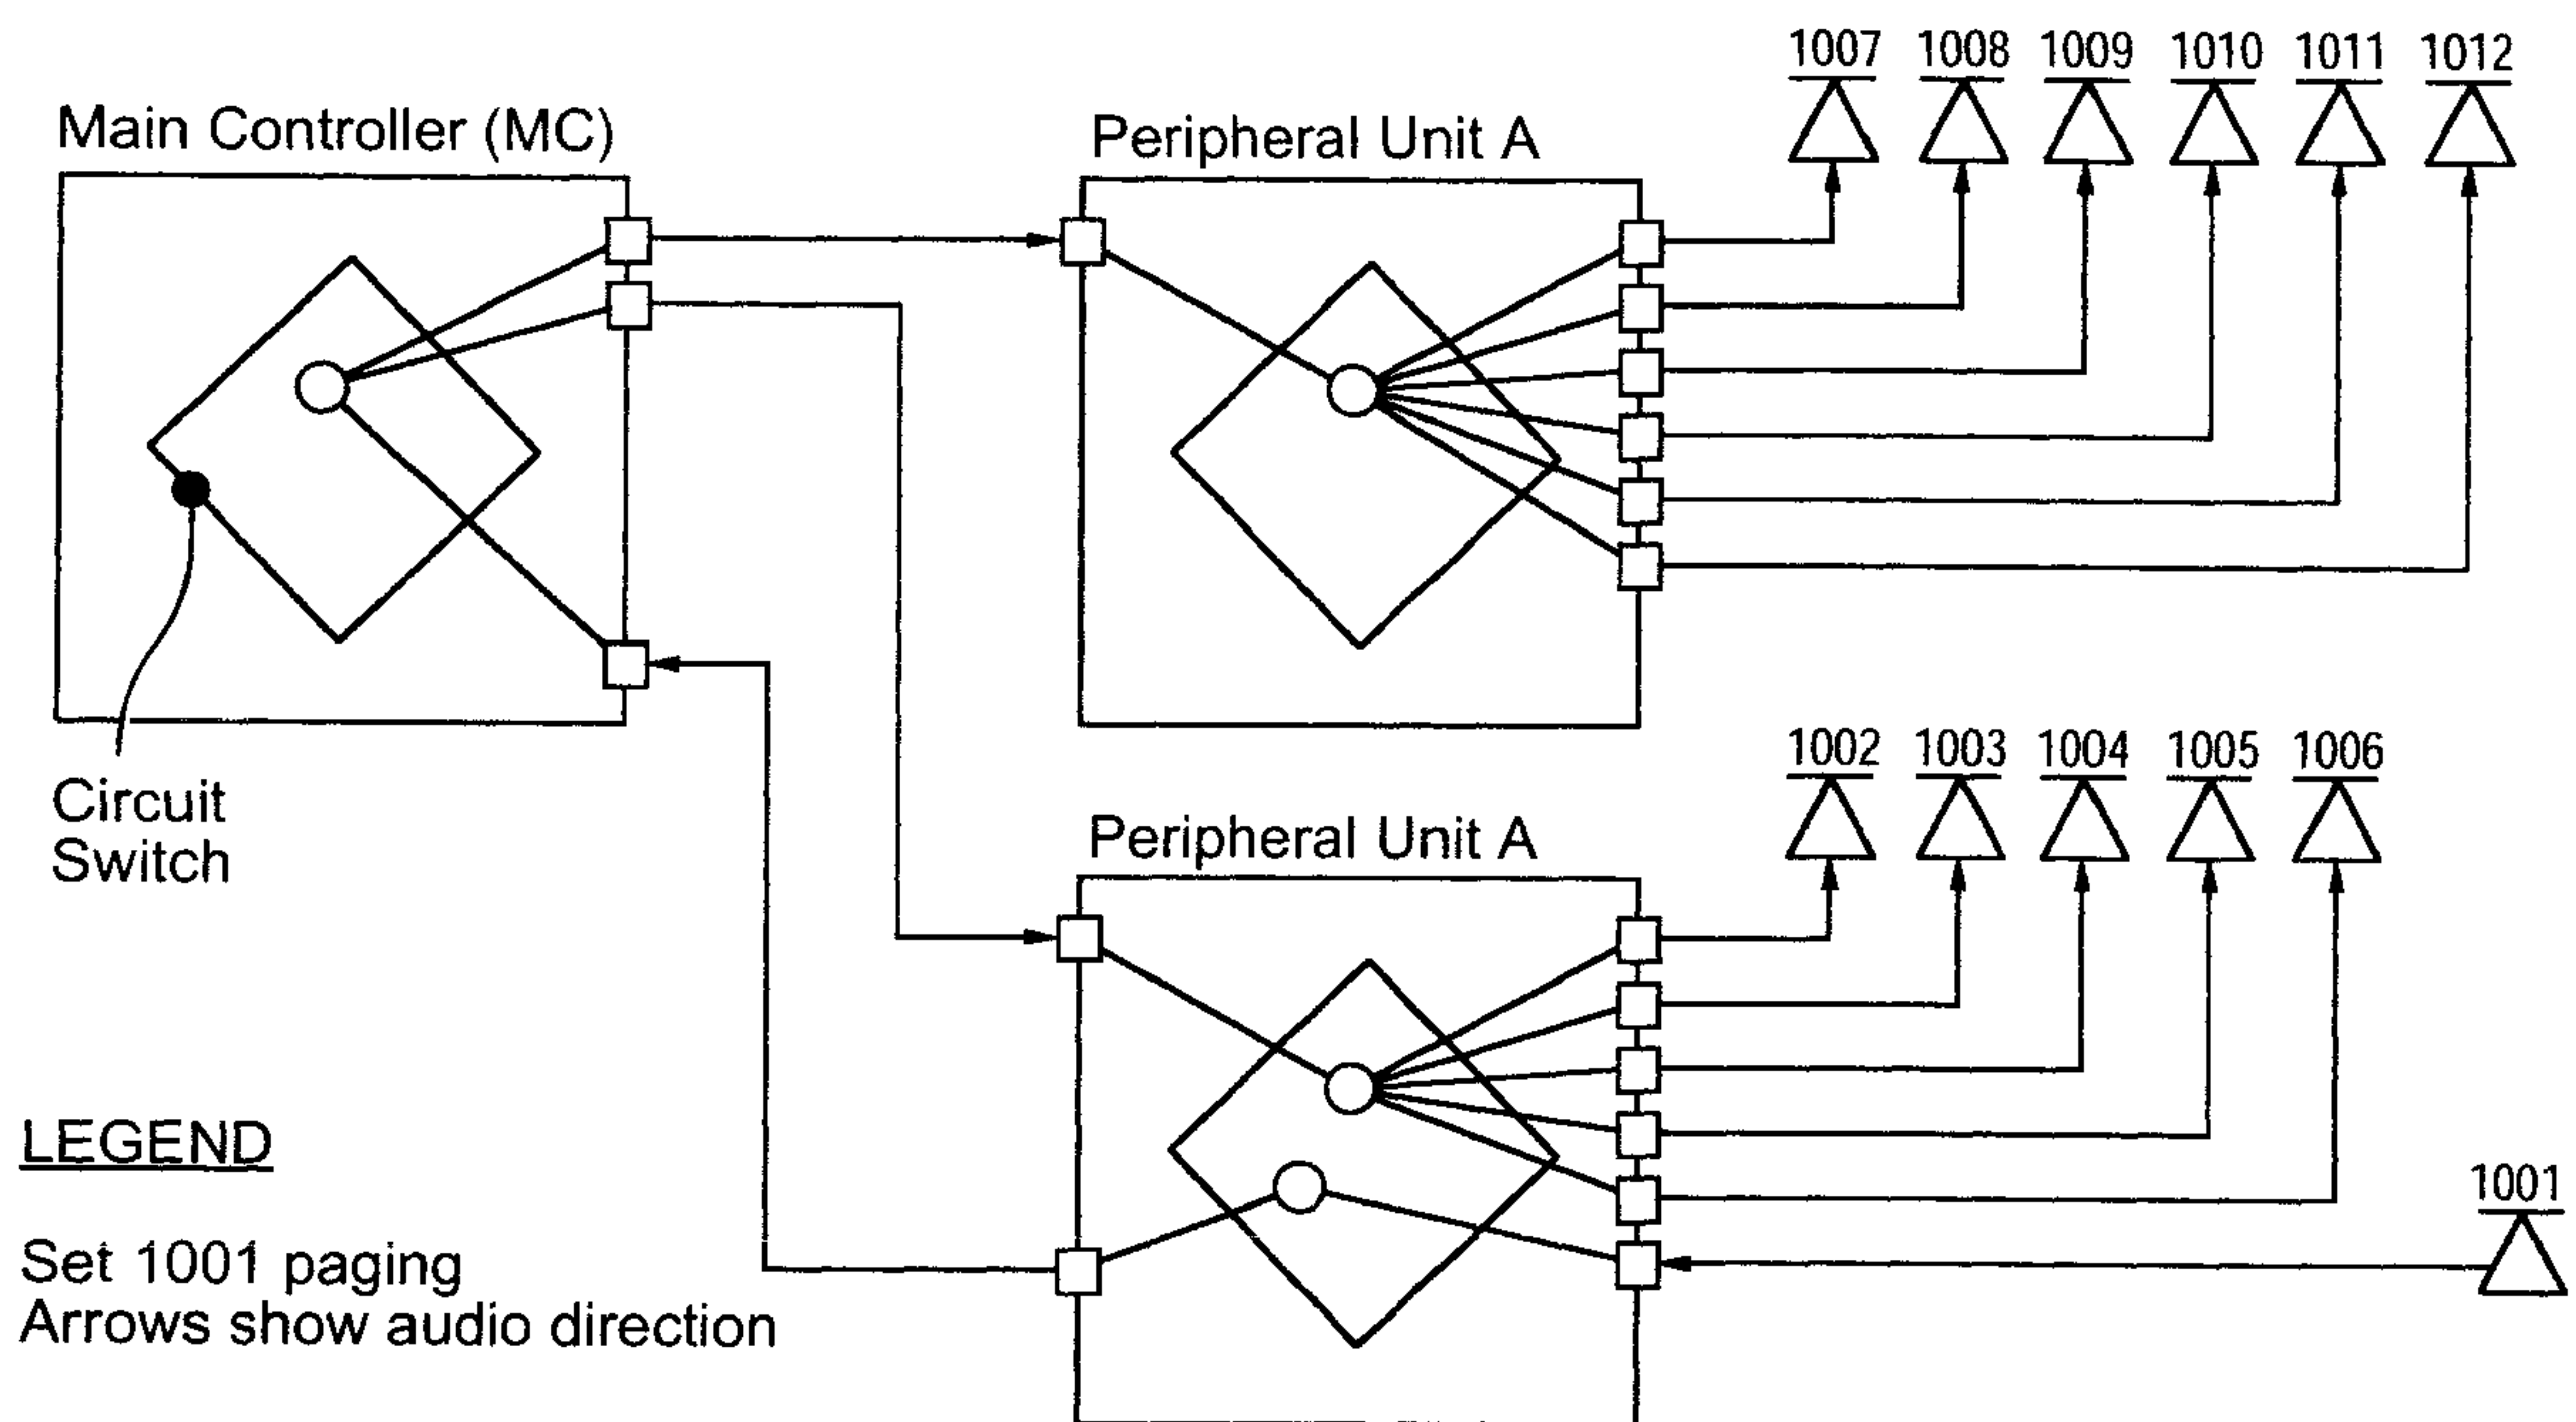 1007 1008 1009 1010 1011 1012
Main Controller (MC)
Peripheral Unit A
Circuit
Switch
1002 1003 1004 1005 1006
Peripheral Unit A
1001
LEGEND
Set 1001 paging
Arrows show audio direction